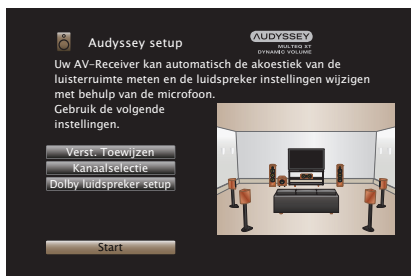 Audyssey setup
AUDYSSEY
MULTEQ XT
DYNAMIC VOLUME
Uw AV-Receiver kan automatisch de akoestiek van de
luisterruimte meten en de luidspreker instellingen wijzigen
met behulp van de microfoon.
Gebruik de volgende
instellingen.
Verst. Toewijzen
Kanaalselectie
Dolby luidspreker setup
Start